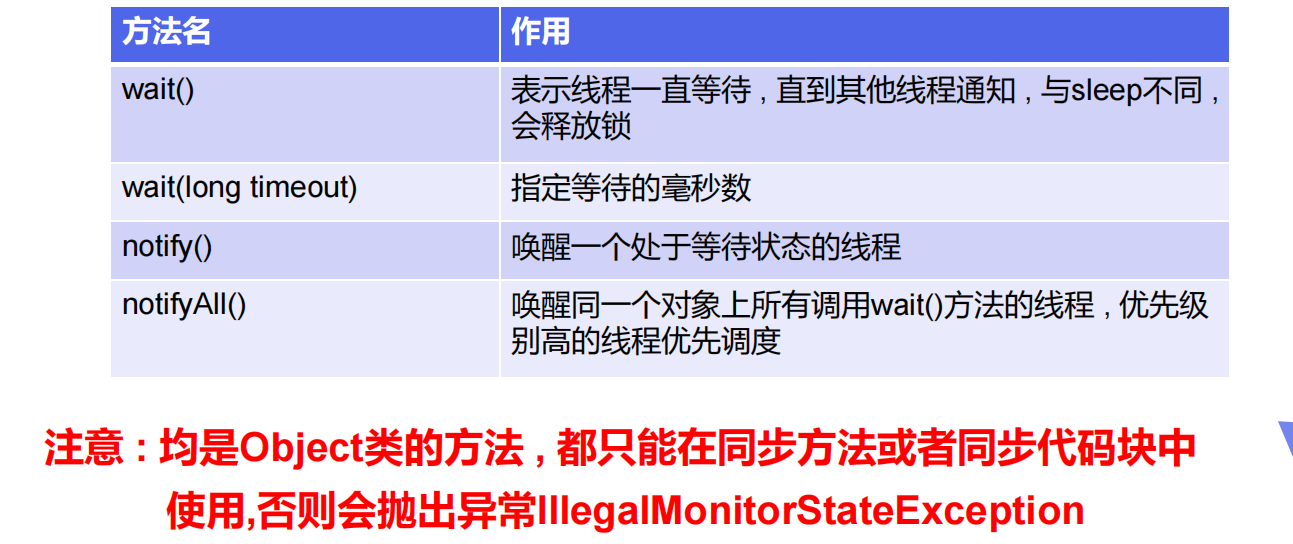 方法名 作用
wait() 表示线程一直等待，直到其他线程通知，与sleep不同，
会释放锁
wait(long timeout) 指定等待的毫秒数
notify() 唤醒一个处于等待状态的线程
notifyAll() 唤醒同一个对象上所有调用wait()方法的线程，优先级
别高的线程优先调度
注意：均是Object类的方法，都只能在同步方法或者同步代码块中
使用,否则会抛出异常IllegalMonitorStateException